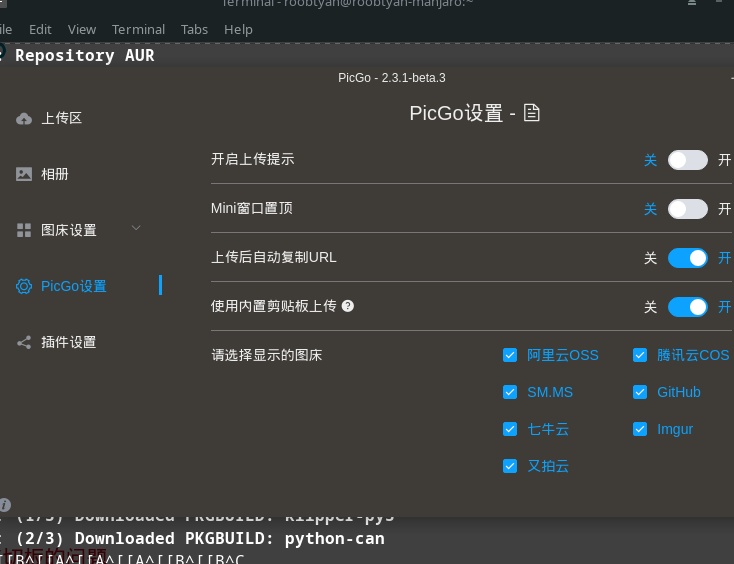 Terminal - roobtyan@roobtyan-manjaro:~
ile Edit View Terminal Tabs Help
: Repository AUR
PicGo - 2.3.1-beta.3
PicGo设置 -
上传区
相册
图床设置
PicGo设置
插件设置
开启上传提示 关 开
Mini窗口置顶 关 开
上传后自动复制URL 关 开
使用内置剪贴板上传 关 开
请选择显示的图床
阿里云OSS 腾讯云COS
SM.MS GitHub
七牛云 Imgur
又拍云
: (1/3) Downloaded PKGBUILD: klipper-py3
: (2/3) Downloaded PKGBUILD: python-can
切板的问题
[[B^[[A^[[A^[[A^[[B^[[B^C